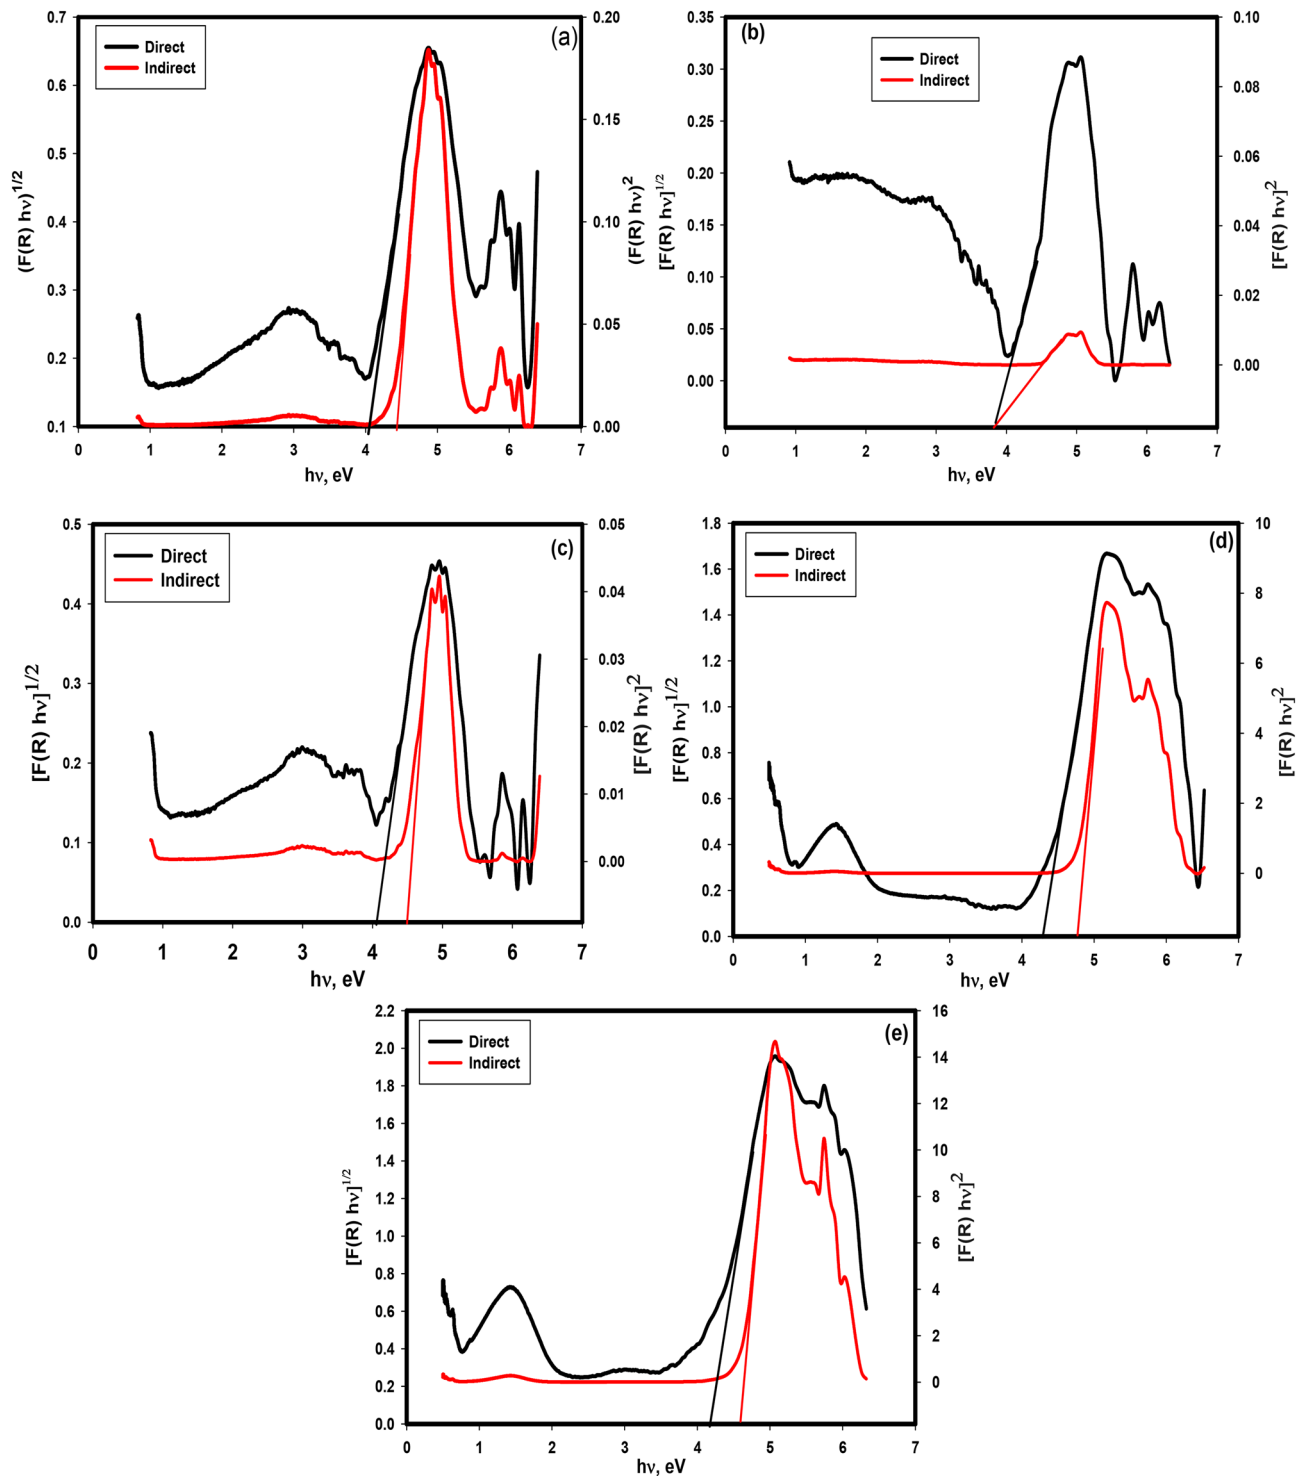 (a)
Direct
Indirect
0.7
0.6
0.5
0.4
0.3
0.2
0.1
0.20
0.15
0.10
0.05
0.00
(F(R) hν)1/2
(F(R) hν)2
0 1 2 3 4 5 6 7
hν, eV
(b)
Direct
Indirect
0.35
0.30
0.25
0.20
0.15
0.10
0.05
0.00
0.10
0.08
0.06
0.04
0.02
0.00
[F(R) hν]1/2
[F(R) hν]2
0 1 2 3 4 5 6 7
hν, eV
(c)
Direct
Indirect
0.5
0.4
0.3
0.2
0.1
0.0
0.05
0.04
0.03
0.02
0.01
0.00
[F(R) hν]1/2
[F(R) hν]2
0 1 2 3 4 5 6 7
hν, eV
(d)
Direct
Indirect
1.8
1.6
1.4
1.2
1.0
0.8
0.6
0.4
0.2
0.0
10
8
6
4
2
0
[F(R) hν]1/2
[F(R) hν]2
0 1 2 3 4 5 6 7
hν, eV
(e)
Direct
Indirect
2.2
2.0
1.8
1.6
1.4
1.2
1.0
0.8
0.6
0.4
0.2
0.0
16
14
12
10
8
6
4
2
0
[F(R) hν]1/2
[F(R) hν]2
0 1 2 3 4 5 6 7
hν, eV